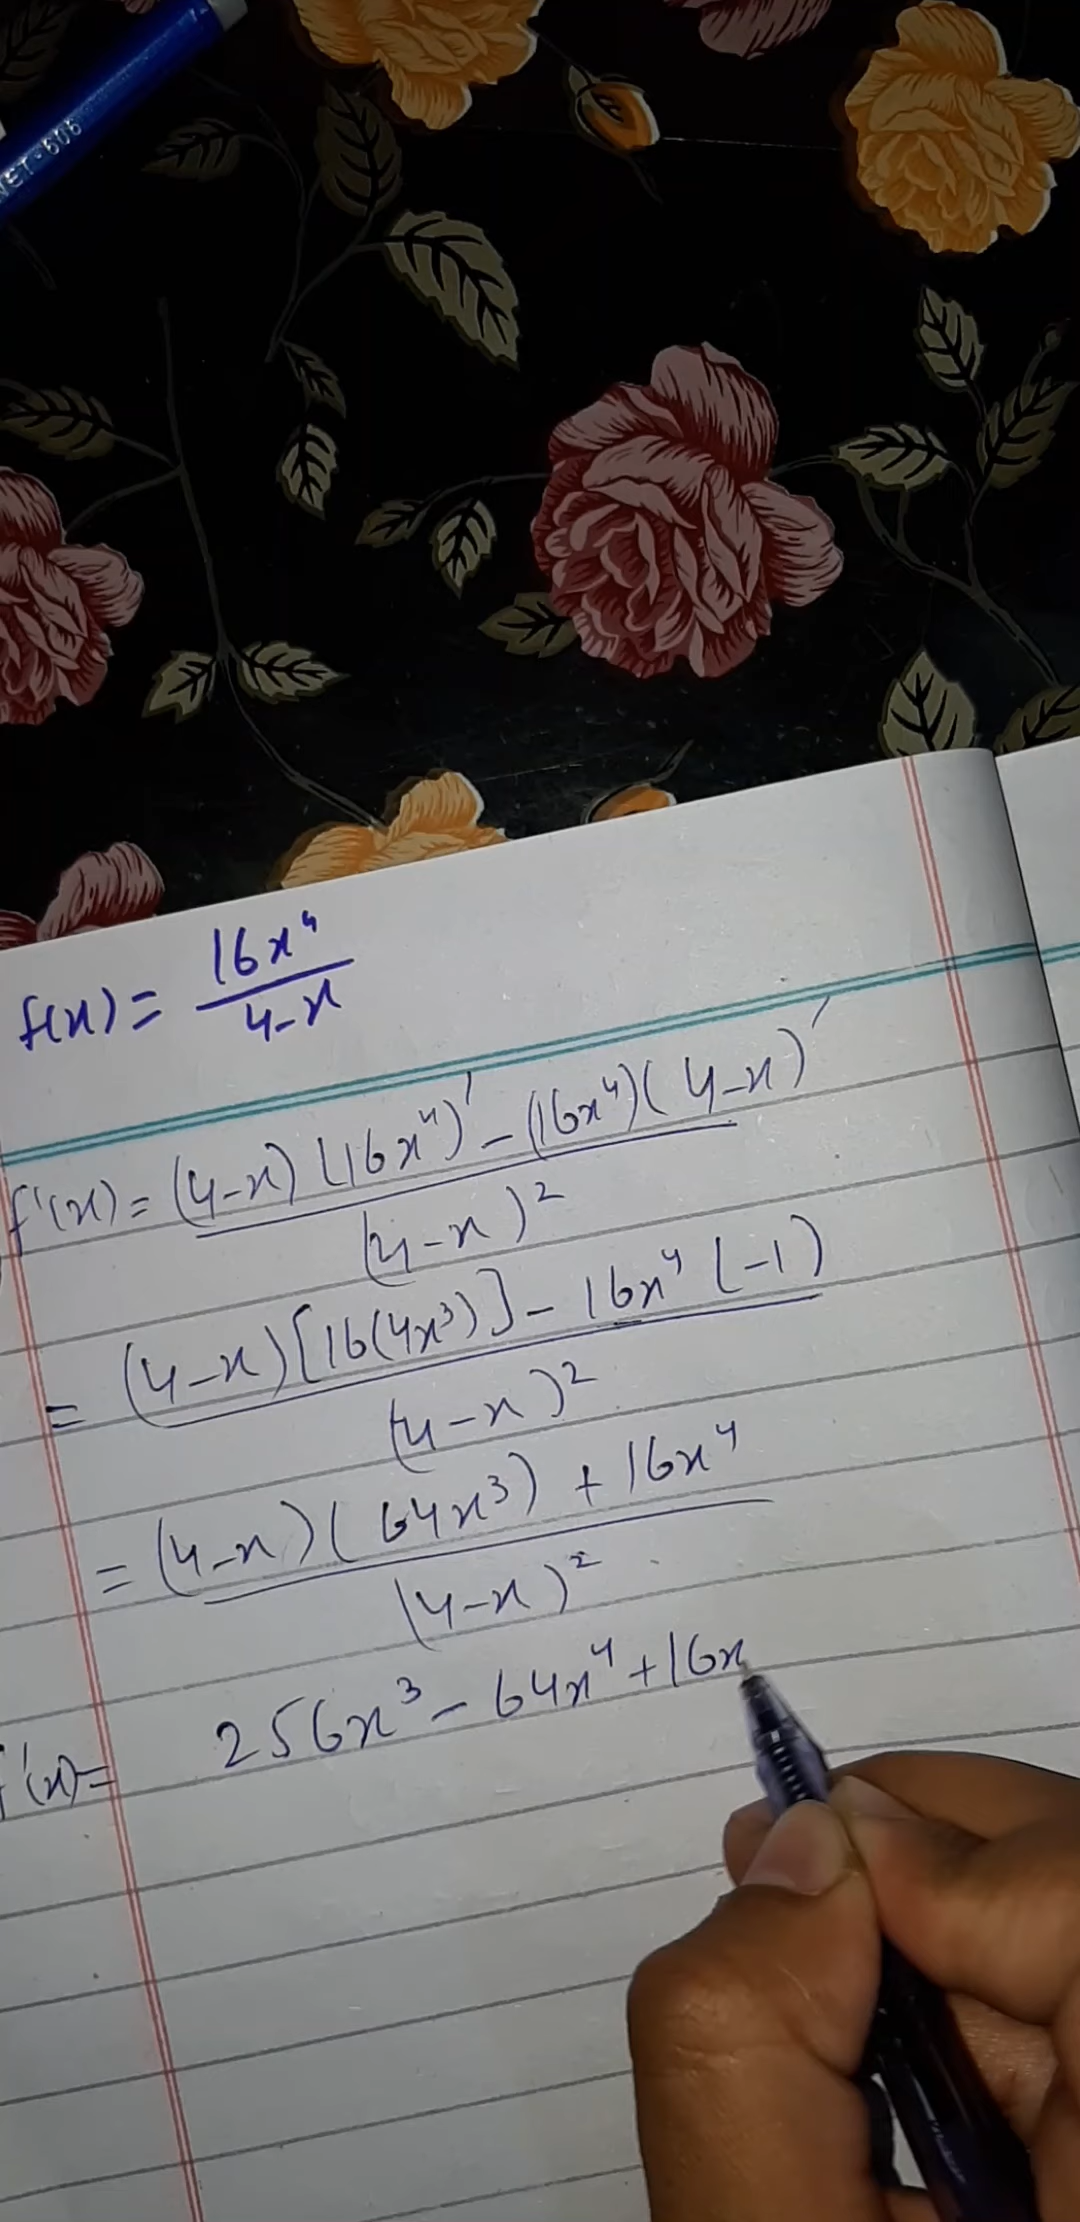 NET-606
f(x) = 16x⁴ / 4-x
f'(x) = (4-x) (16x⁴)' - (16x⁴)(4-x)' / (4-x)²
= (4-x)[16(4x³)] - 16x⁴ (-1) / (4-x)²
= (4-x)(64x³) + 16x⁴ / (4-x)²
f'(x) = 256x³ - 64x⁴ + 16x